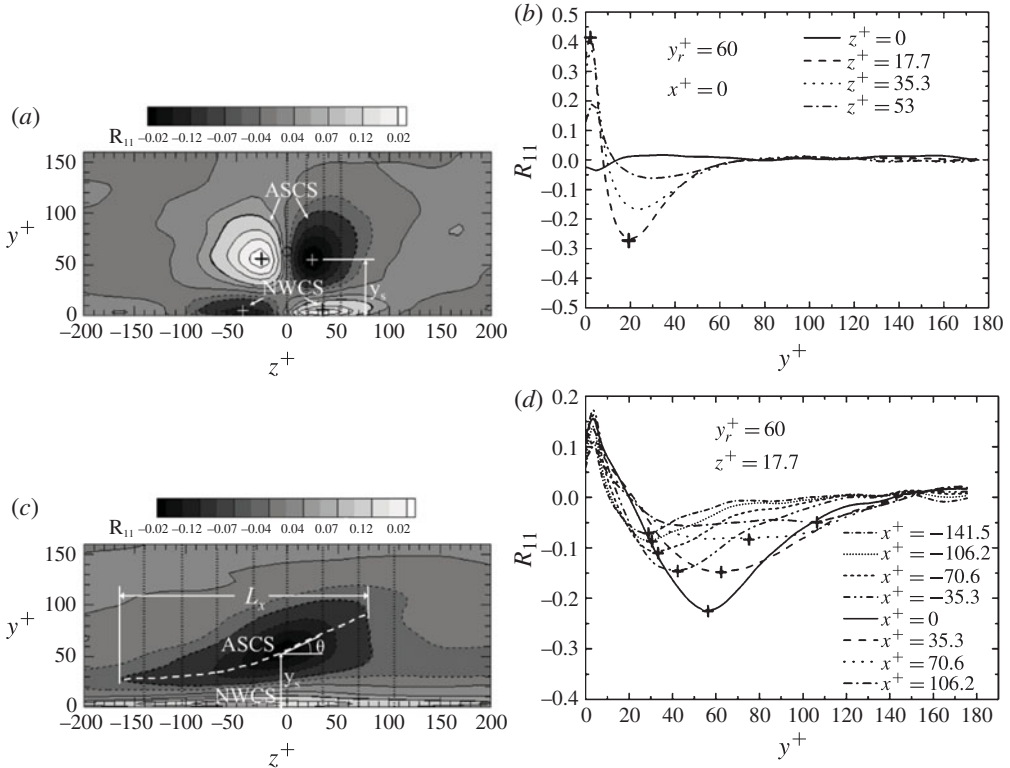 (a)
R₁₁ −0.02 −0.12 −0.07 −0.04 0.04 0.07 0.12 0.02
y⁺
150
100
50
0
ASCS
NWCS
y_s
−200 −150 −100 −50 0 50 100 150 200
z⁺
(b)
R₁₁
0.5
0.4
0.3
0.2
0.1
0.0
−0.1
−0.2
−0.3
−0.4
−0.5
y_r⁺ = 60
x⁺ = 0
z⁺ = 0
z⁺ = 17.7
z⁺ = 35.3
z⁺ = 53
0 20 40 60 80 100 120 140 160 180
y⁺
(c)
R₁₁ −0.02 −0.12 −0.07 −0.04 0.04 0.07 0.12 0.02
y⁺
150
100
50
0
L_x
ASCS
θ
y_s
NWCS
−200 −150 −100 −50 0 50 100 150 200
z⁺
(d)
R₁₁
0.2
0.1
0.0
−0.1
−0.2
−0.3
−0.4
y_r⁺ = 60
z⁺ = 17.7
x⁺ = −141.5
x⁺ = −106.2
x⁺ = −70.6
x⁺ = −35.3
x⁺ = 0
x⁺ = 35.3
x⁺ = 70.6
x⁺ = 106.2
0 20 40 60 80 100 120 140 160 180
y⁺